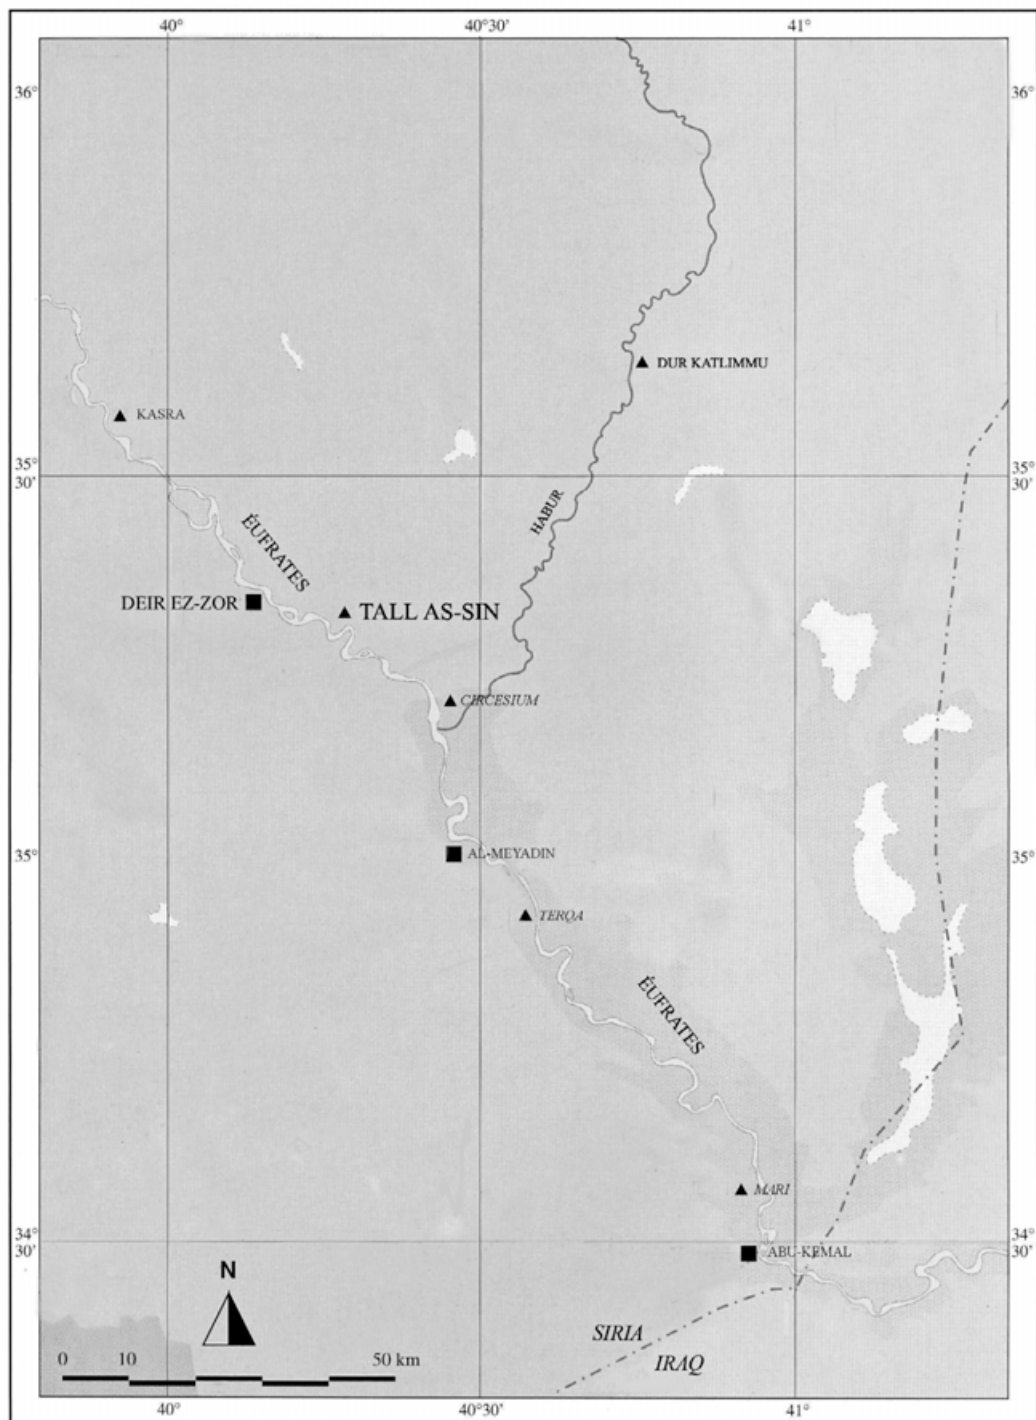 40°
40°30'
41°
36°
36°
DUR KATLIMMU
KASRA
35°
30'
35°
30'
HABUR
ÉUFRATES
DEIR EZ-ZOR
TALL AS-SIN
CIRCESIUM
35°
35°
AL-MEYADIN
TERQA
ÉUFRATES
MARI
34°
30'
34°
30'
ABU-KEMAL
N
SIRIA
IRAQ
0 10 50 km
40°
40°30'
41°